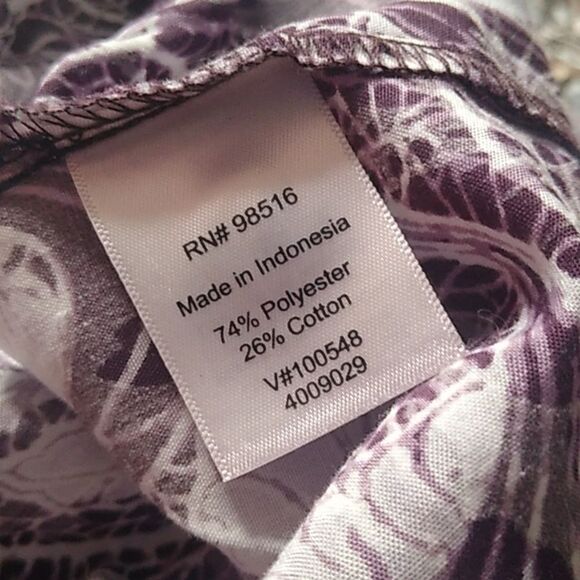 RN# 98516
Made in Indonesia
74% Polyester
26% Cotton
V#100548
4009029